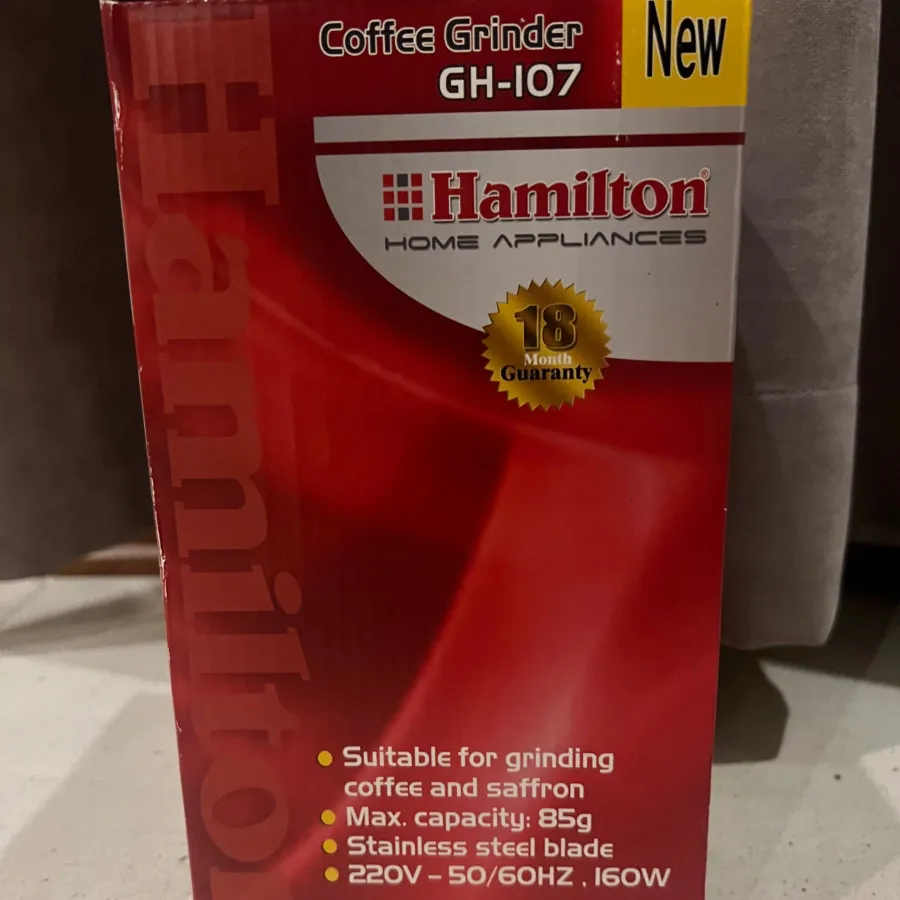 Coffee Grinder
GH-107
New
Hamilton®
HOME APPLIANCES
18
Month
Guaranty
Hamilton
Suitable for grinding
coffee and saffron
Max. capacity: 85g
Stainless steel blade
220V - 50/60HZ , 160W